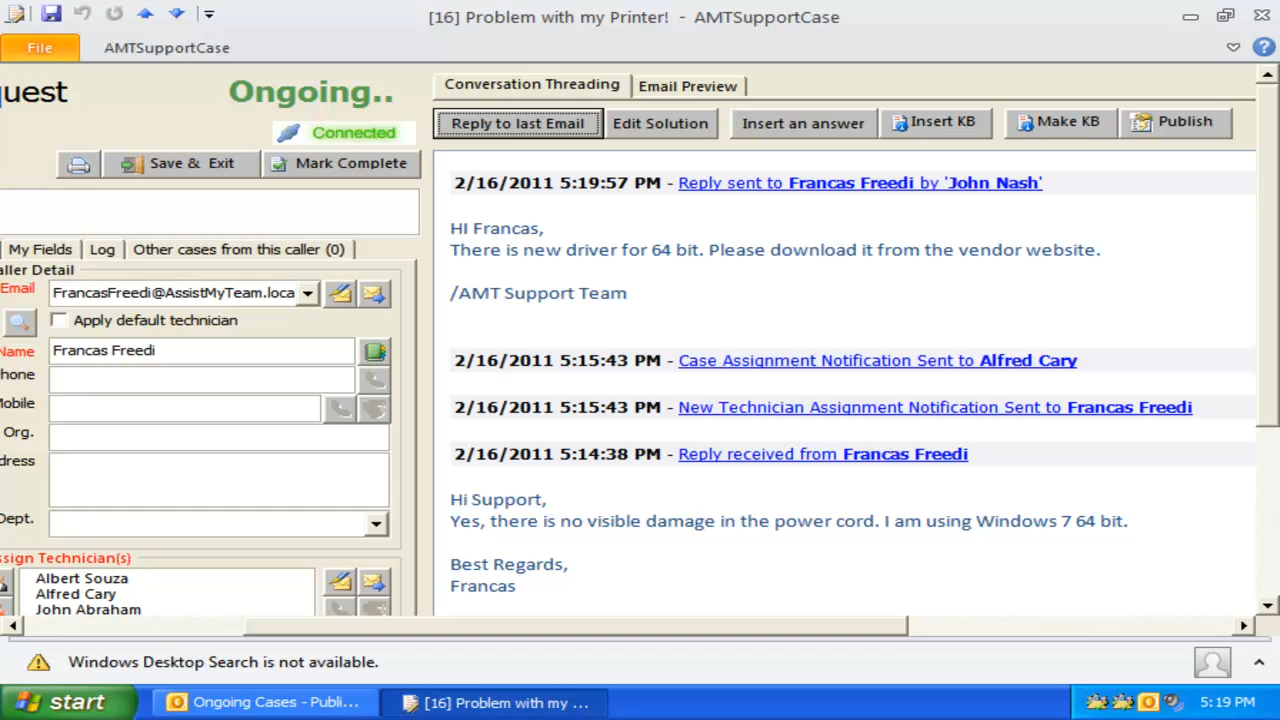 [16] Problem with my Printer! - AMTSupportCase
File
AMTSupportCase
uest
Ongoing..
Connected
Save & Exit
Mark Complete
My Fields
Log
Other cases from this caller (0)
aller Detail
Email
FrancasFreedi@AssistMyTeam.loca
Apply default technician
Name
Francas Freedi
hone
Mobile
Org.
dress
Dept.
ssign Technician(s)
Albert Souza
Alfred Cary
John Abraham
Conversation Threading
Email Preview
Reply to last Email
Edit Solution
Insert an answer
Insert KB
Make KB
Publish
2/16/2011 5:19:57 PM - Reply sent to Francas Freedi by 'John Nash'
HI Francas,
There is new driver for 64 bit. Please download it from the vendor website.
/AMT Support Team
2/16/2011 5:15:43 PM - Case Assignment Notification Sent to Alfred Cary
2/16/2011 5:15:43 PM - New Technician Assignment Notification Sent to Francas Freedi
2/16/2011 5:14:38 PM - Reply received from Francas Freedi
Hi Support,
Yes, there is no visible damage in the power cord. I am using Windows 7 64 bit.
Best Regards,
Francas
Windows Desktop Search is not available.
start
Ongoing Cases - Publi...
[16] Problem with my ...
5:19 PM